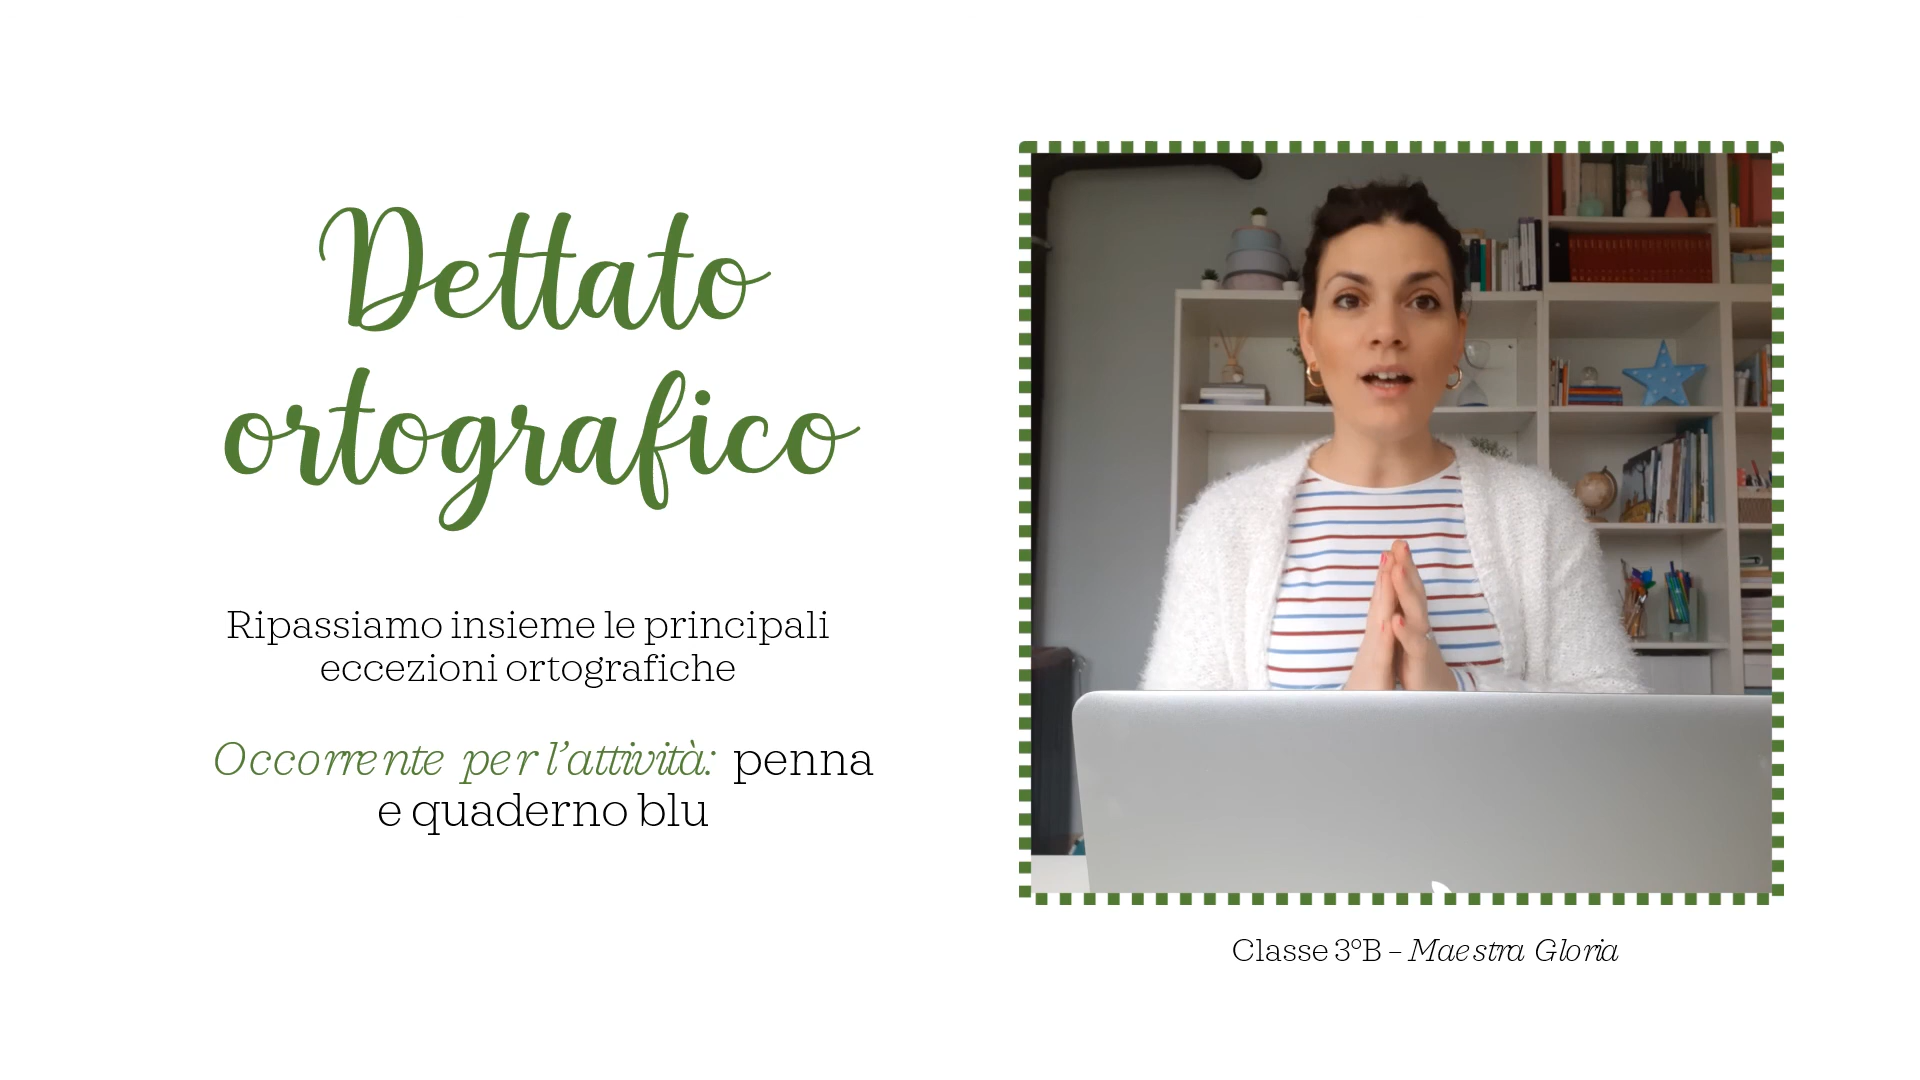 Dettato
ortografico
Ripassiamo insieme le principali
eccezioni ortografiche
Occorrente per l’attività: penna
e quaderno blu
Classe 3°B – Maestra Gloria